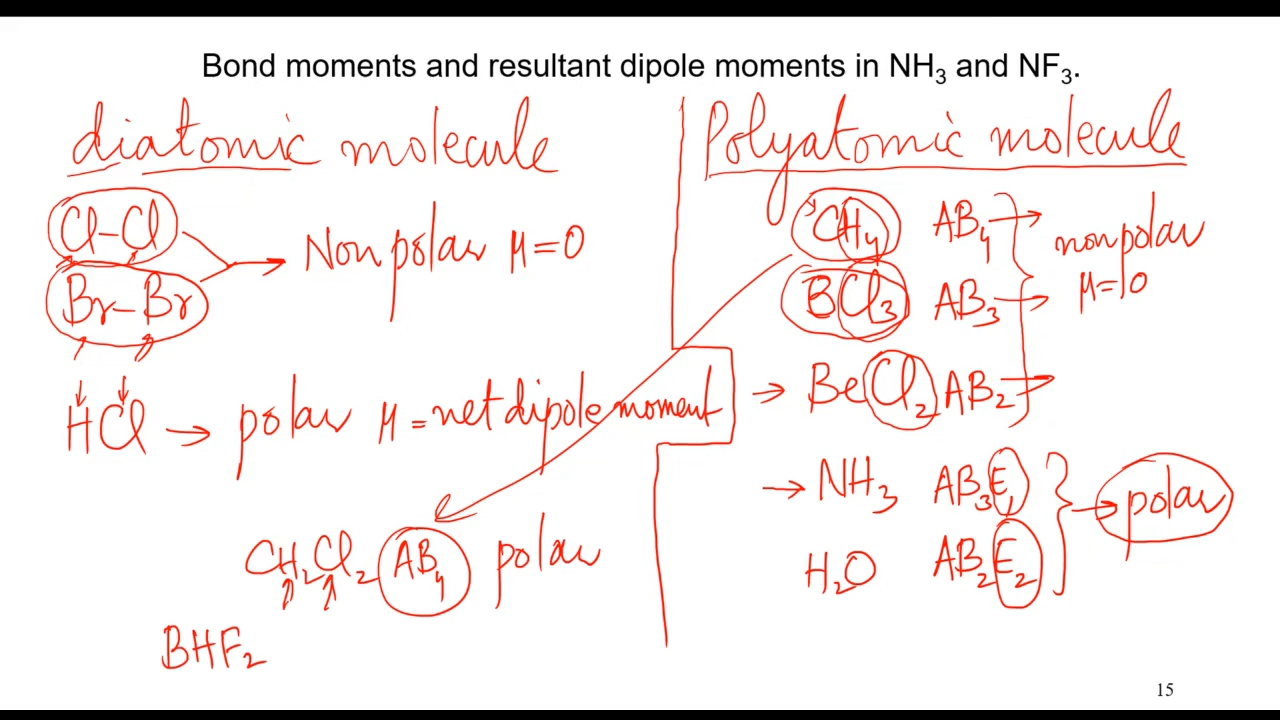 Bond moments and resultant dipole moments in NH₃ and NF₃.
diatomic molecule
Cl–Cl
Br–Br
Nonpolar μ=0
HCl → polar μ = net dipole moment
CH₂Cl₂ AB₄ polar
BHF₂
Polyatomic molecule
CH₄ AB₄ →
BCl₃ AB₃ →
nonpolar
μ=0
→ BeCl₂ AB₂ →
→ NH₃ AB₃E₁
H₂O AB₂E₂
→ polar
15